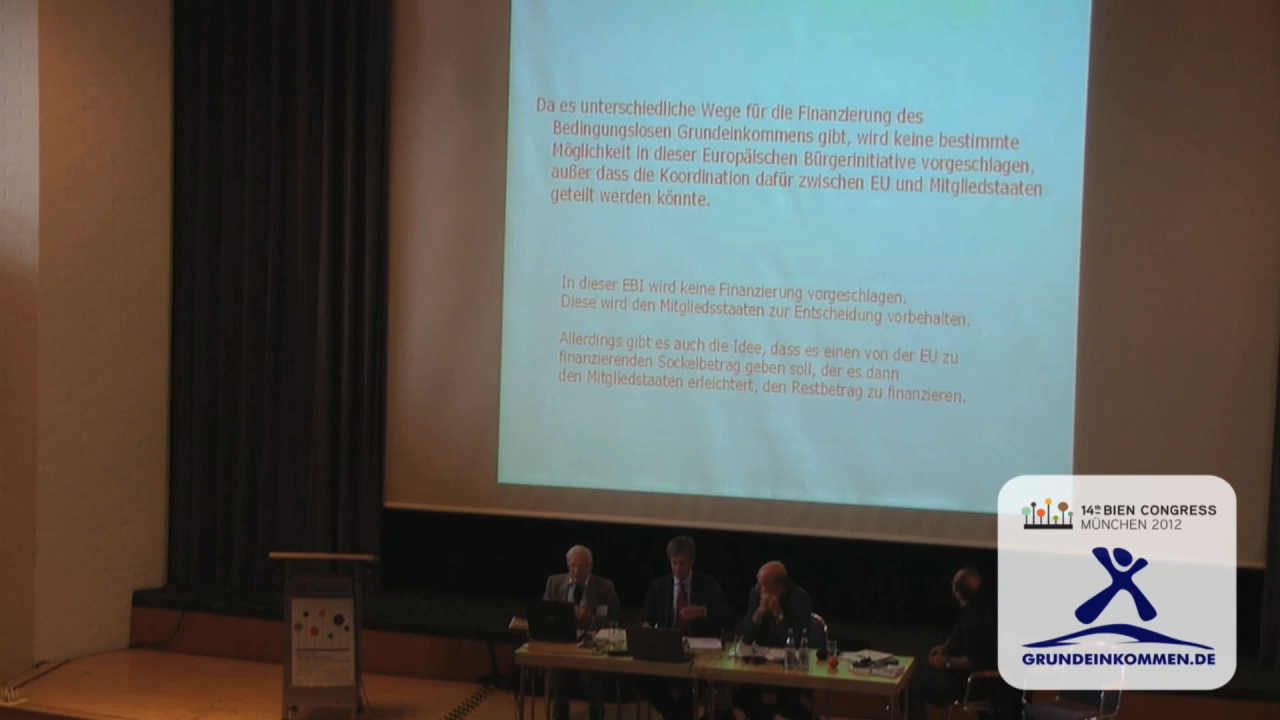 Da es unterschiedliche Wege für die Finanzierung des
Bedingungslosen Grundeinkommens gibt, wird keine bestimmte
Möglichkeit in dieser Europäischen Bürgerinitiative vorgeschlagen,
außer dass die Koordination dafür zwischen EU und Mitgliedstaaten
geteilt werden könnte.
In dieser EBI wird keine Finanzierung vorgeschlagen.
Diese wird den Mitgliedsstaaten zur Entscheidung vorbehalten.
Allerdings gibt es auch die Idee, dass es einen von der EU zu
finanzierenden Sockelbetrag geben soll, der es dann
den Mitgliedstaaten erleichtert, den Restbetrag zu finanzieren.
14th BIEN CONGRESS
MÜNCHEN 2012
GRUNDEINKOMMEN.DE